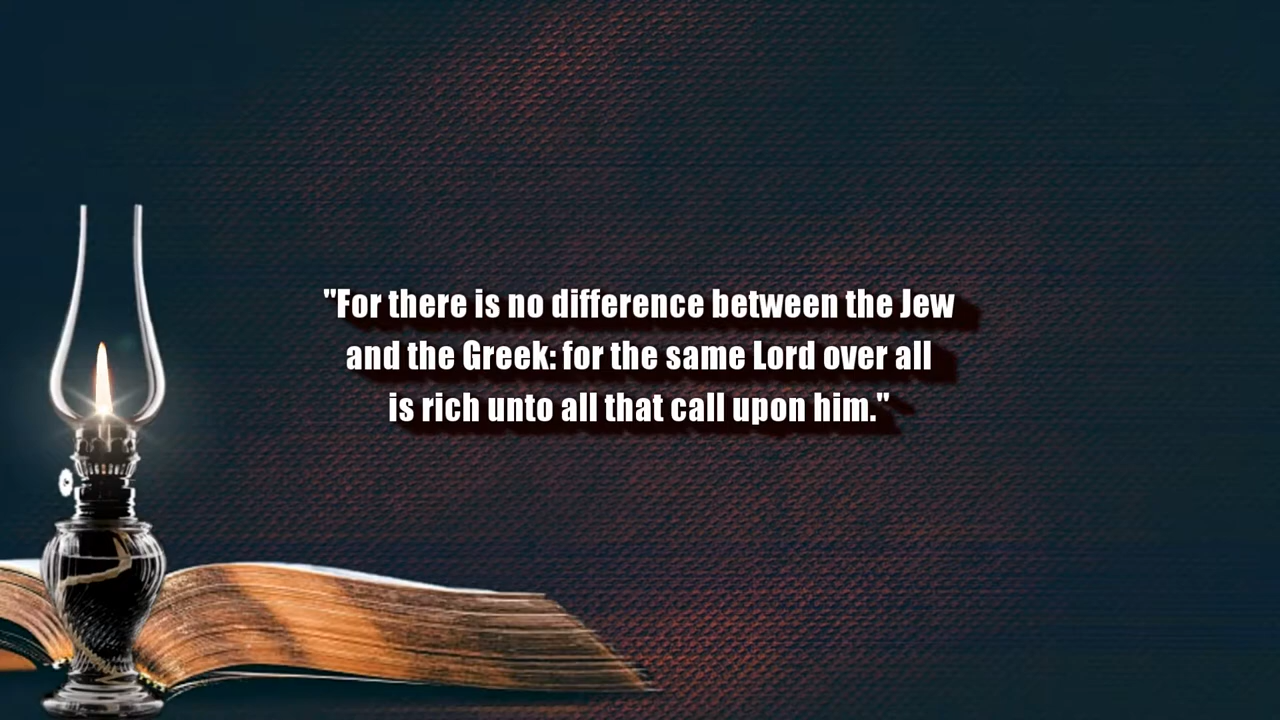 "For there is no difference between the Jew
and the Greek: for the same Lord over all
is rich unto all that call upon him."